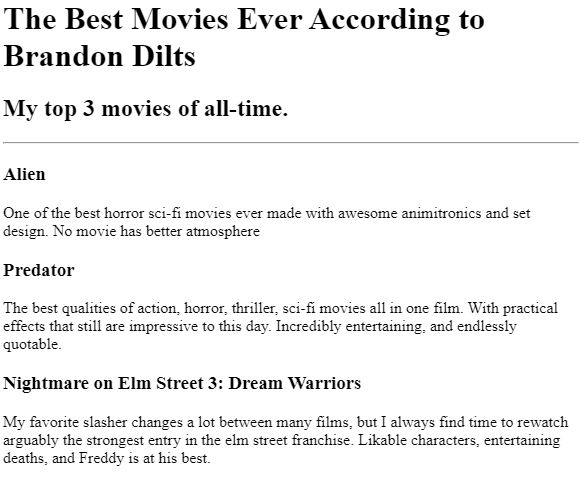 The Best Movies Ever According to
Brandon Dilts
My top 3 movies of all-time.
Alien
One of the best horror sci-fi movies ever made with awesome animitronics and set
design. No movie has better atmosphere
Predator
The best qualities of action, horror, thriller, sci-fi movies all in one film. With practical
effects that still are impressive to this day. Incredibly entertaining, and endlessly
quotable.
Nightmare on Elm Street 3: Dream Warriors
My favorite slasher changes a lot between many films, but I always find time to rewatch
arguably the strongest entry in the elm street franchise. Likable characters, entertaining
deaths, and Freddy is at his best.